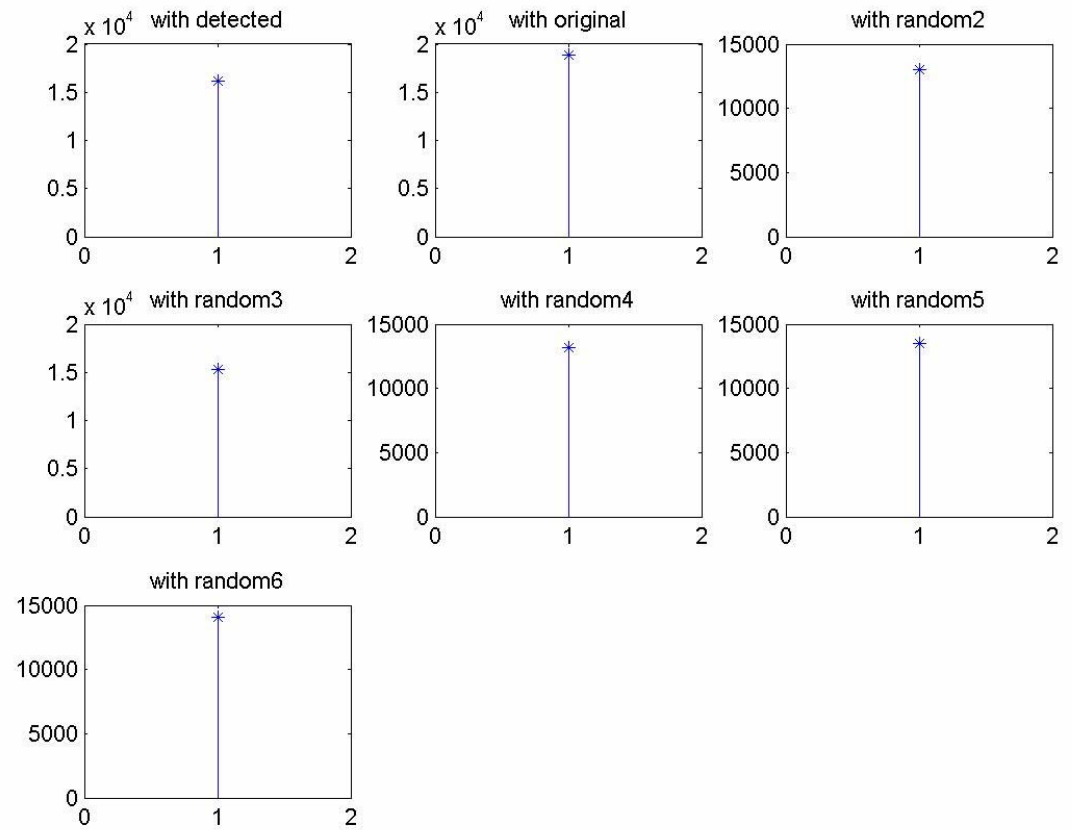 x 10^4 with detected
2
1.5
1
0.5
0
0 1 2
x 10^4 with original
2
1.5
1
0.5
0
0 1 2
with random2
15000
10000
5000
0
0 1 2
x 10^4 with random3
2
1.5
1
0.5
0
0 1 2
with random4
15000
10000
5000
0
0 1 2
with random5
15000
10000
5000
0
0 1 2
with random6
15000
10000
5000
0
0 1 2